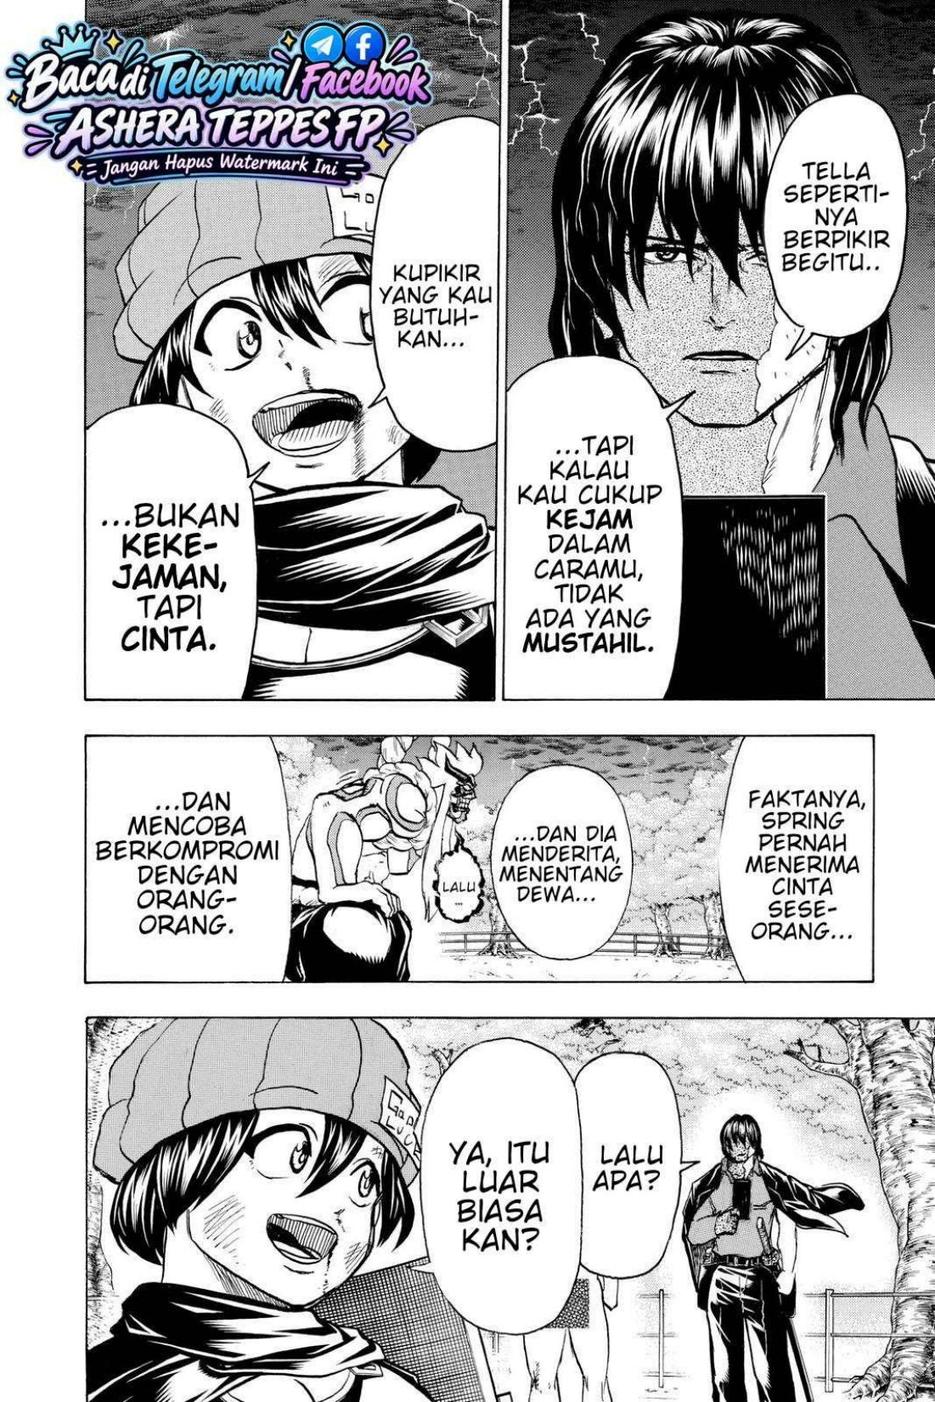 Baca di Telegram/Facebook
ASHERA TEPPES FP
Jangan Hapus Watermark Ini
TELLA
SEPERTI-
NYA
BERPIKIR
BEGITU..
...TAPI
KALAU
KAU CUKUP
KEJAM
DALAM
CARAMU,
TIDAK
ADA YANG
MUSTAHIL.
KUPIKIR
YANG KAU
BUTUH-
KAN...
...BUKAN
KEKE-
JAMAN,
TAPI
CINTA.
FAKTANYA,
SPRING
PERNAH
MENERIMA
CINTA
SESE-
ORANG...
...DAN DIA
MENDERITA,
MENENTANG
DEWA...
LALU
...
...DAN
MENCOBA
BERKOMPROMI
DENGAN
ORANG-
ORANG.
LALU
APA?
YA, ITU
LUAR
BIASA
KAN?